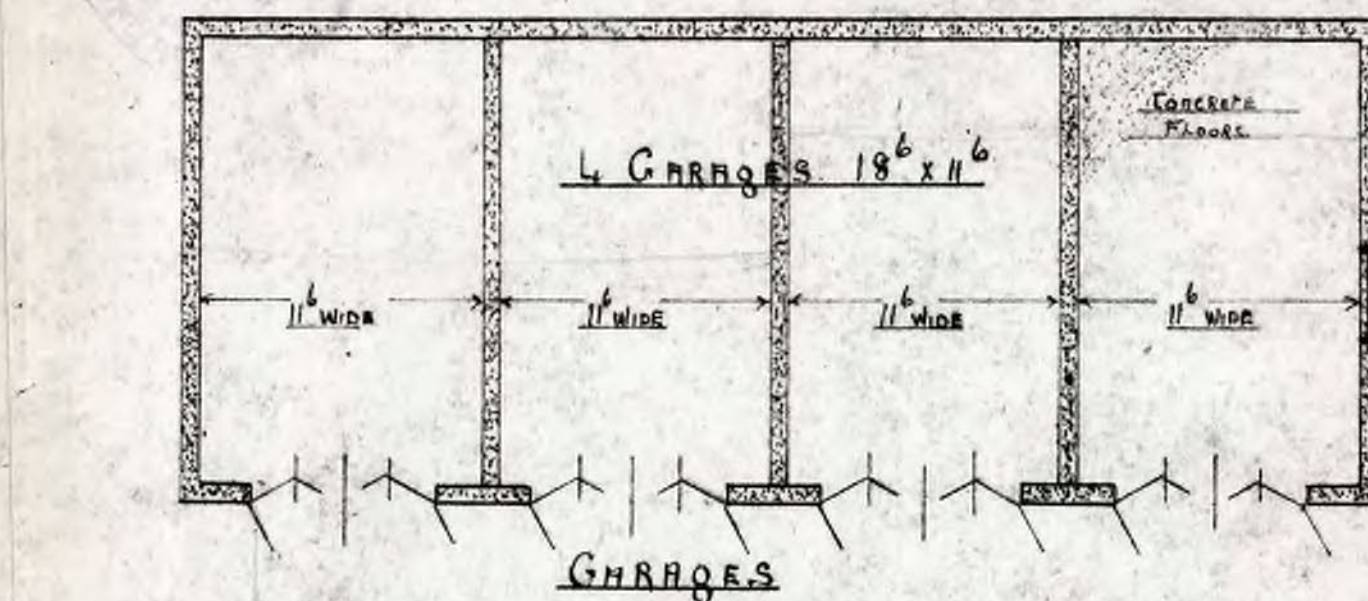 CONCRETE
FLOORS
4 GARAGES 18⁶ x 11⁶
11⁶ WIDE
11⁶ WIDE
11⁶ WIDE
11⁶ WIDE
GARAGES